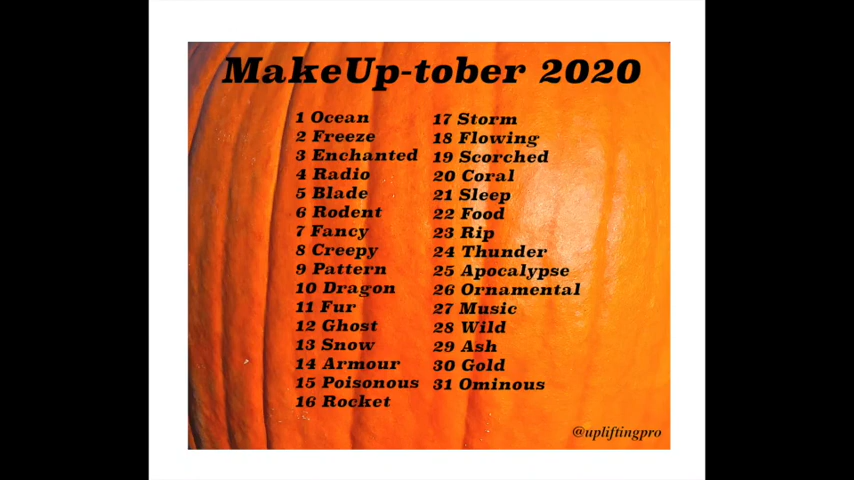 MakeUp-tober 2020
1 Ocean
2 Freeze
3 Enchanted
4 Radio
5 Blade
6 Rodent
7 Fancy
8 Creepy
9 Pattern
10 Dragon
11 Fur
12 Ghost
13 Snow
14 Armour
15 Poisonous
16 Rocket
17 Storm
18 Flowing
19 Scorched
20 Coral
21 Sleep
22 Food
23 Rip
24 Thunder
25 Apocalypse
26 Ornamental
27 Music
28 Wild
29 Ash
30 Gold
31 Ominous
@upliftingpro